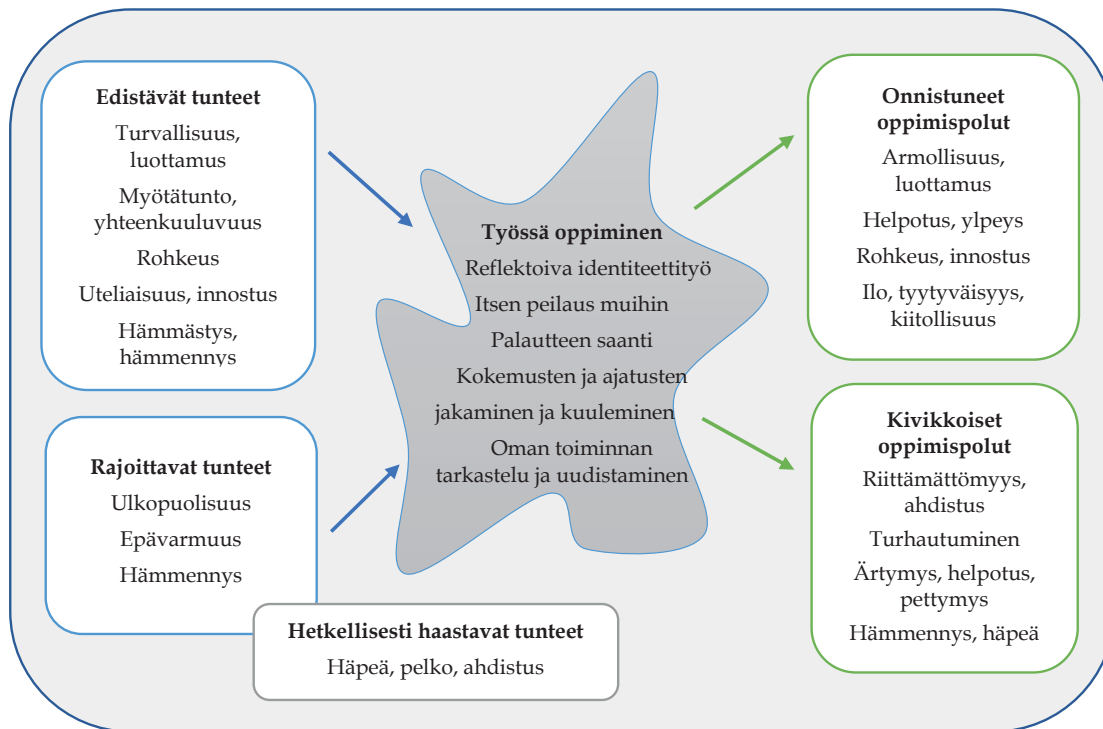 Edistävät tunteet
Turvallisuus,
luottamus
Myötätunto,
yhteenkuuluvuus
Rohkeus
Uteliaisuus, innostus
Hämmästys,
hämmennys
Rajoittavat tunteet
Ulkopuolisuus
Epävarmuus
Hämmennys
Hetkellisesti haastavat tunteet
Häpeä, pelko, ahdistus
Työssä oppiminen
Reflektoiva identiteettityö
Itsen peilaus muihin
Palautteen saanti
Kokemusten ja ajatusten
jakaminen ja kuuleminen
Oman toiminnan
tarkastelu ja uudistaminen
Onnistuneet
oppimispolut
Armollisuus,
luottamus
Helpotus, ylpeys
Rohkeus, innostus
Ilo, tyytyväisyys,
kiitollisuus
Kivikkoiset
oppimispolut
Riittämättömyys,
ahdistus
Turhautuminen
Ärtymys, helpotus,
pettymys
Hämmennys, häpeä